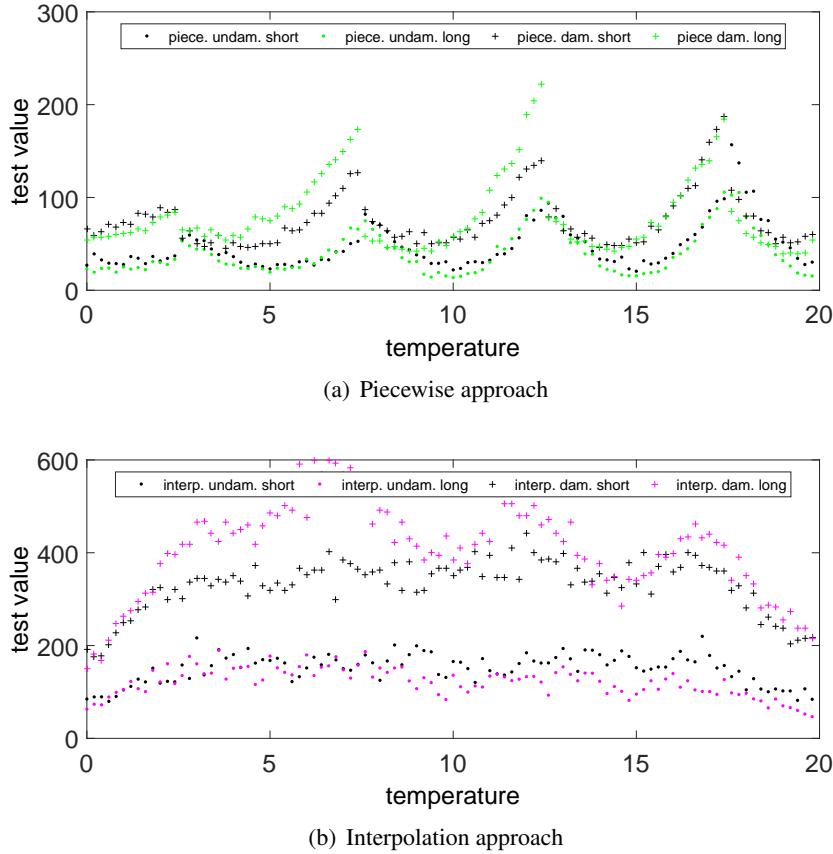 300
200
100
0
test value
piece. undam. short piece. undam. long piece. dam. short piece dam. long
0 5 10 15 20
temperature
(a) Piecewise approach
600
400
200
0
test value
interp. undam. short interp. undam. long interp. dam. short interp. dam. long
0 5 10 15 20
temperature
(b) Interpolation approach